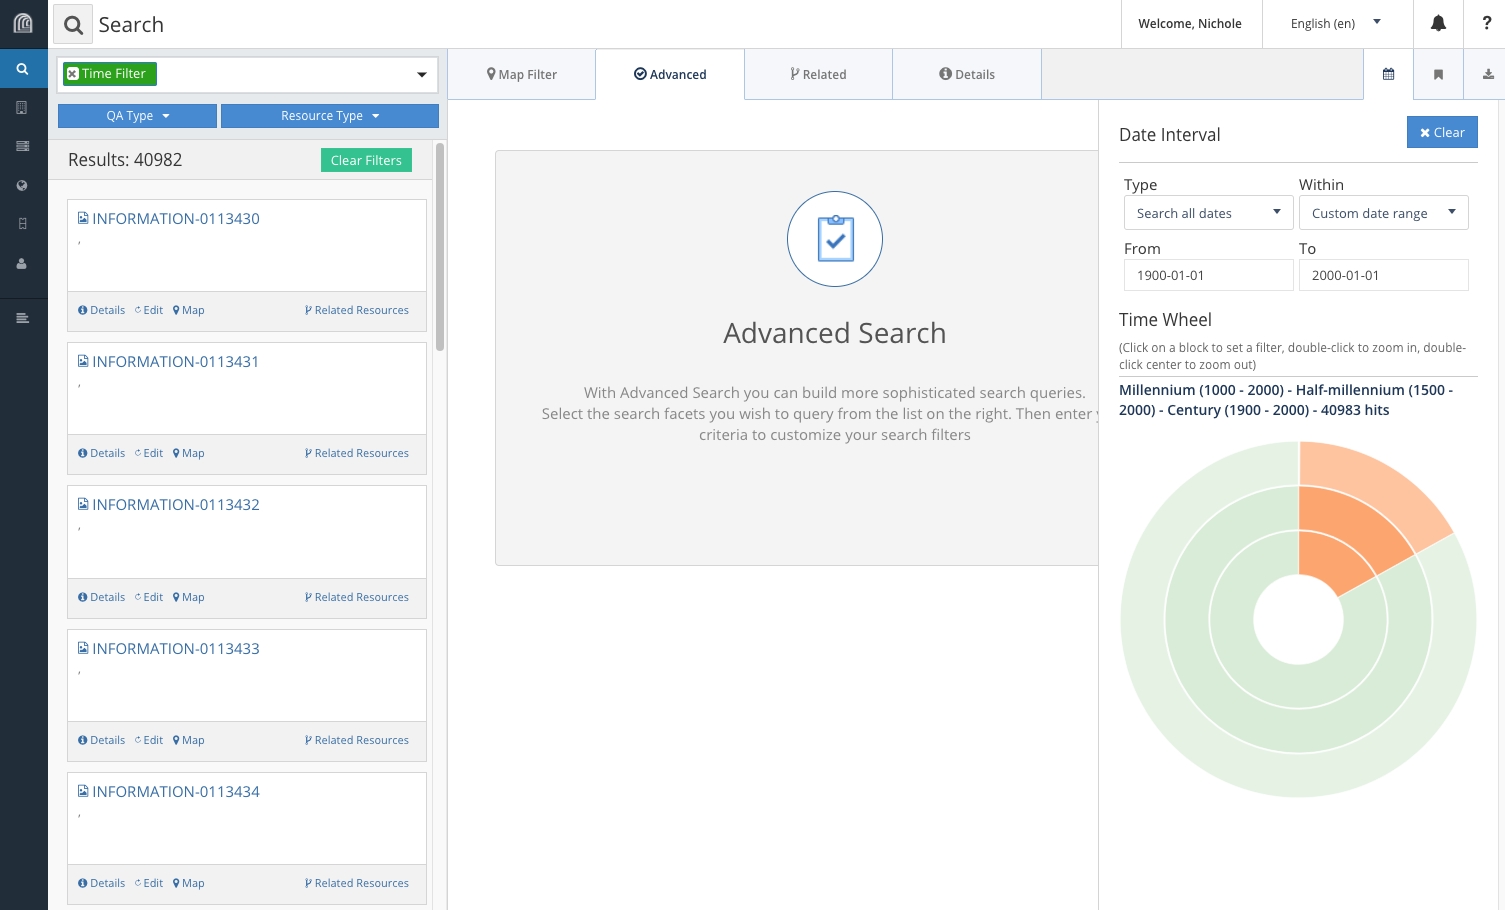 Search
Welcome, Nichole
English (en)
?
Time Filter
QA Type
Resource Type
Results: 40982
Clear Filters
INFORMATION-0113430
,
Details Edit Map Related Resources
INFORMATION-0113431
,
Details Edit Map Related Resources
INFORMATION-0113432
,
Details Edit Map Related Resources
INFORMATION-0113433
,
Details Edit Map Related Resources
INFORMATION-0113434
,
Details Edit Map Related Resources
Map Filter
Advanced
Related
Details
Advanced Search
With Advanced Search you can build more sophisticated search queries.
Select the search facets you wish to query from the list on the right. Then enter
criteria to customize your search filters
Date Interval
Clear
Type Within
Search all dates Custom date range
From To
1900-01-01 2000-01-01
Time Wheel
(Click on a block to set a filter, double-click to zoom in, double-
click center to zoom out)
Millennium (1000 - 2000) - Half-millennium (1500 -
2000) - Century (1900 - 2000) - 40983 hits